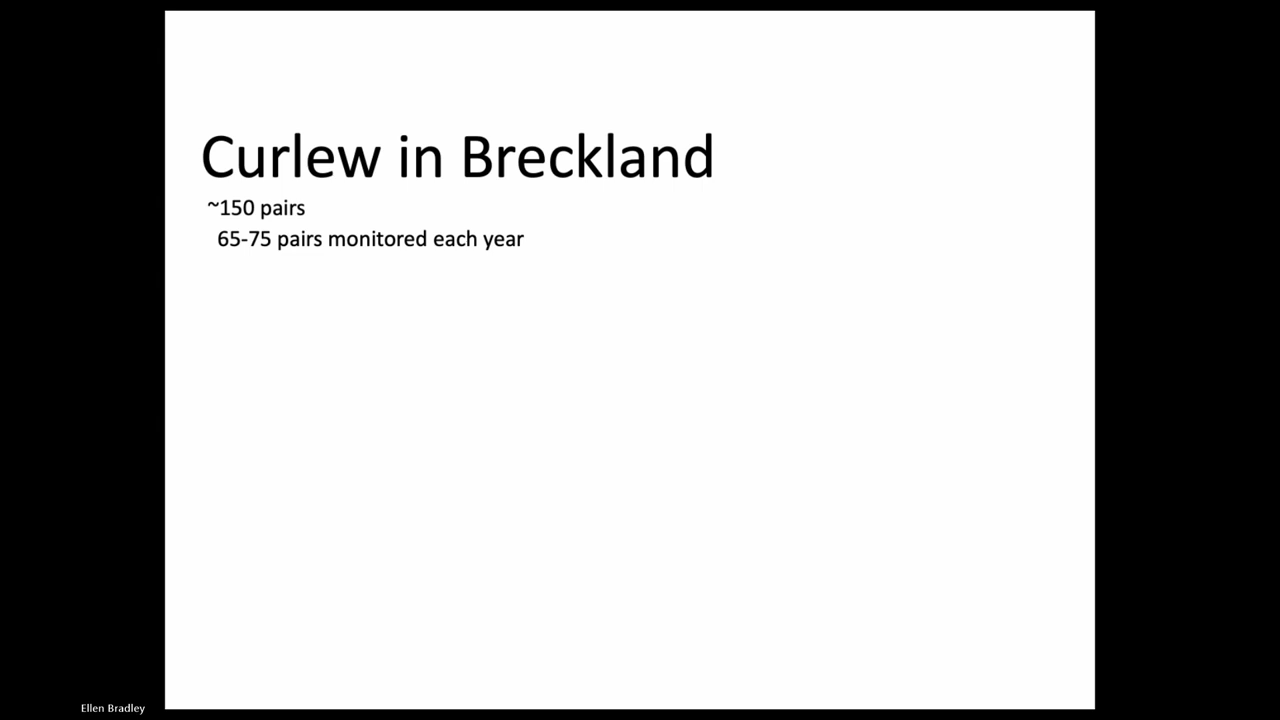 Curlew in Breckland
~150 pairs
65-75 pairs monitored each year
Ellen Bradley